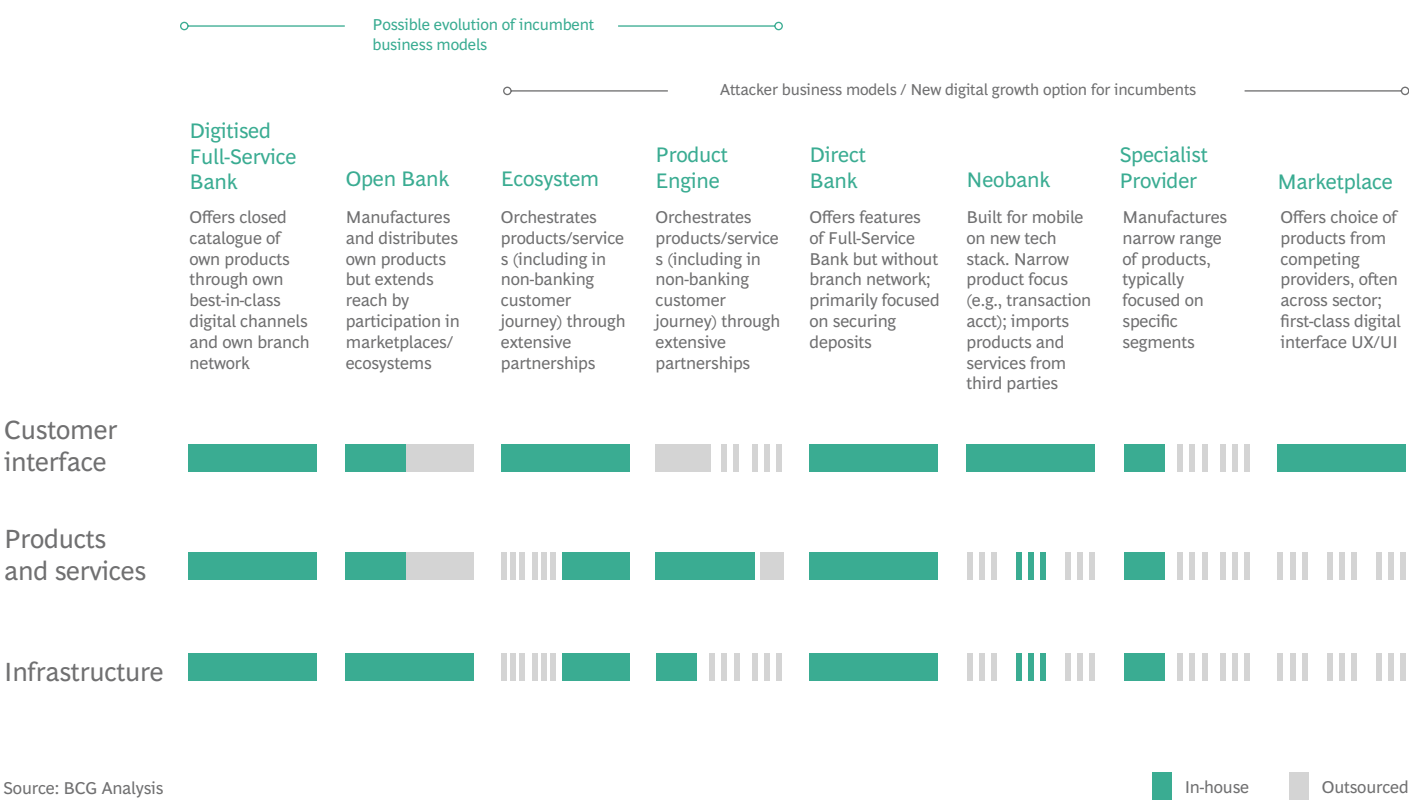 Possible evolution of incumbent
business models
Attacker business models / New digital growth option for incumbents
Digitised
Full-Service
Bank
Offers closed
catalogue of
own products
through own
best-in-class
digital channels
and own branch
network
Open Bank
Manufactures
and distributes
own products
but extends
reach by
participation in
marketplaces/
ecosystems
Ecosystem
Orchestrates
products/service
s (including in
non-banking
customer
journey) through
extensive
partnerships
Product
Engine
Orchestrates
products/service
s (including in
non-banking
customer
journey) through
extensive
partnerships
Direct
Bank
Offers features
of Full-Service
Bank but without
branch network;
primarily focused
on securing
deposits
Neobank
Built for mobile
on new tech
stack. Narrow
product focus
(e.g., transaction
acct); imports
products and
services from
third parties
Specialist
Provider
Manufactures
narrow range
of products,
typically
focused on
specific
segments
Marketplace
Offers choice of
products from
competing
providers, often
across sector;
first-class digital
interface UX/UI
Customer
interface
Products
and services
Infrastructure
Source: BCG Analysis
In-house
Outsourced